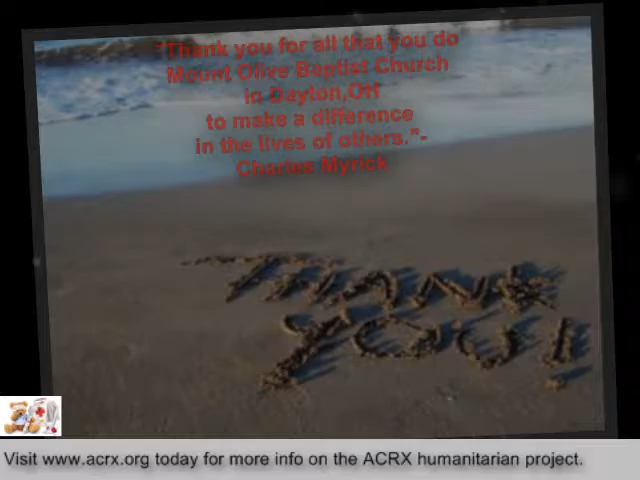 "Thank you for all that you do
Mount Olive Baptist Church
in Dayton,OH
to make a difference
in the lives of others."-
Charles Myrick
THANK
YOU!
Visit www.acrx.org today for more info on the ACRX humanitarian project.